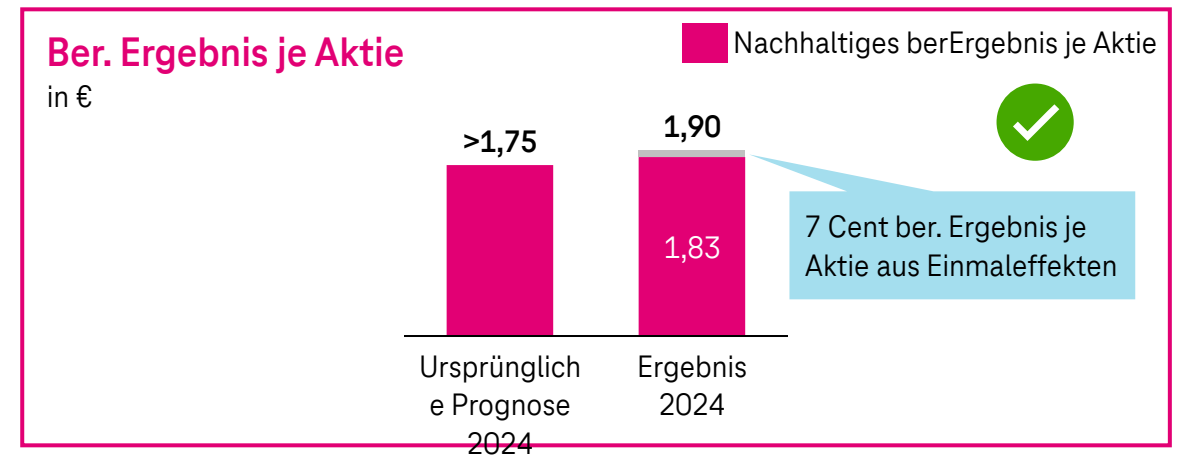 Ber. Ergebnis je Aktie
in €
Nachhaltiges berErgebnis je Aktie
>1,75
1,90
1,83
7 Cent ber. Ergebnis je
Aktie aus Einmaleffekten
Ursprünglich
e Prognose
2024
Ergebnis
2024